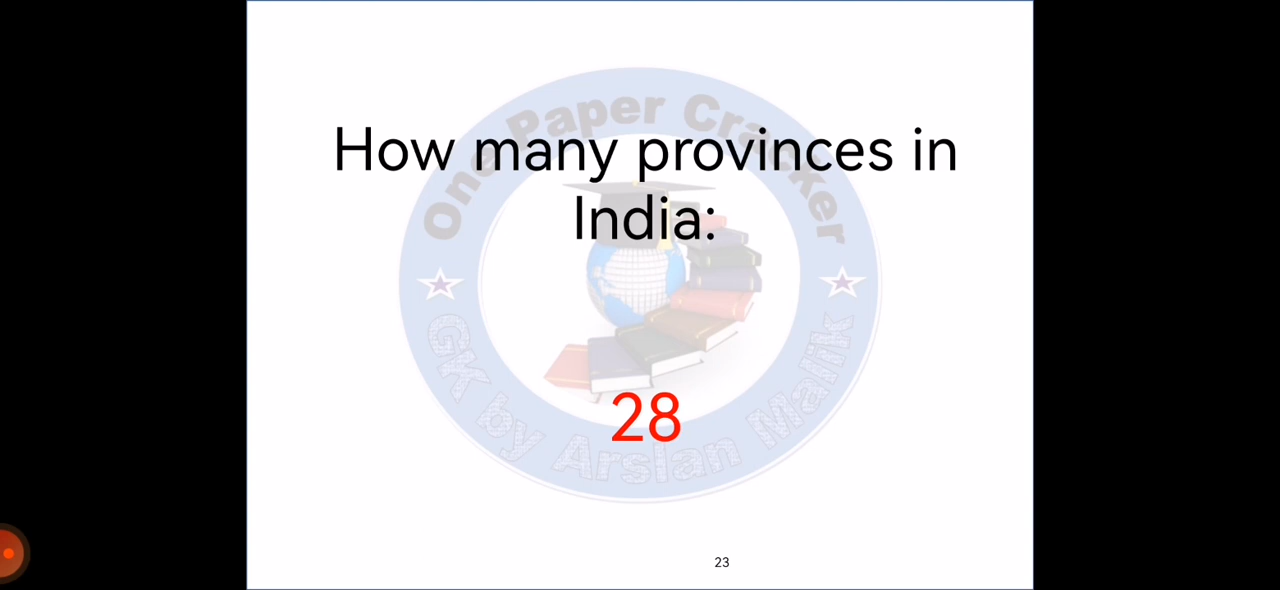 One Paper Cracker
How many provinces in
India:
28
GK by Arslan Malik
23